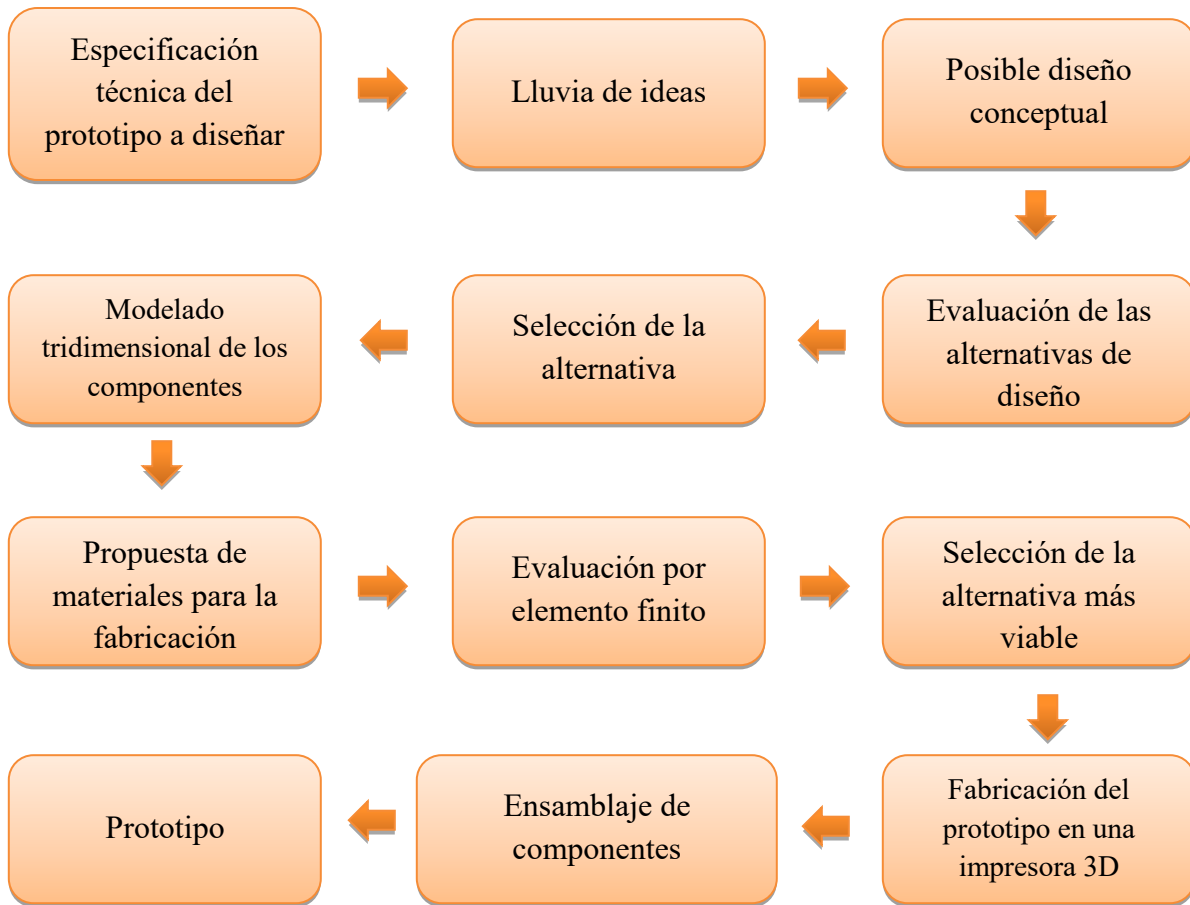 Especificación
técnica del
prototipo a diseñar
Lluvia de ideas
Posible diseño
conceptual
Evaluación de las
alternativas de
diseño
Selección de la
alternativa
Modelado
tridimensional de los
componentes
Propuesta de
materiales para la
fabricación
Evaluación por
elemento finito
Selección de la
alternativa más
viable
Fabricación del
prototipo en una
impresora 3D
Ensamblaje de
componentes
Prototipo